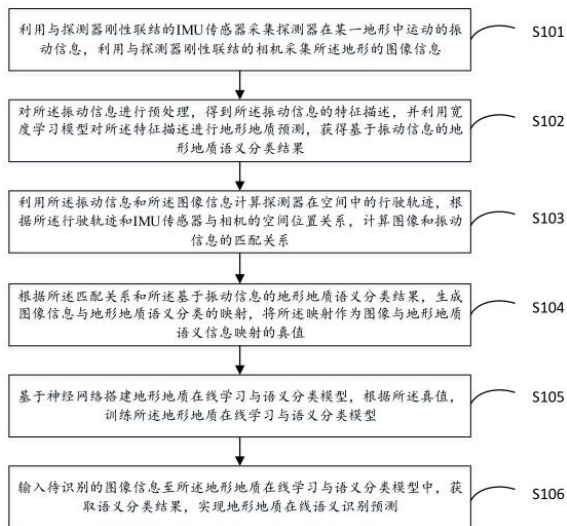 利用与探测器刚性联结的IMU传感器采集探测器在某一地形中运动的振
动信息，利用与探测器刚性联结的相机采集所述地形的图像信息
S101
对所述振动信息进行预处理，得到所述振动信息的特征描述，并利用宽
度学习模型对所述特征描述进行地形地质预测，获得基于振动信息的地
形地质语义分类结果
S102
利用所述振动信息和所述图像信息计算探测器在空间中的行驶轨迹，根
据所述行驶轨迹和IMU传感器与相机的空间位置关系，计算图像和振动
信息的匹配关系
S103
根据所述匹配关系和所述基于振动信息的地形地质语义分类结果，生成
图像信息与地形地质语义分类的映射，将所述映射作为图像与地形地质
语义信息映射的真值
S104
基于神经网络搭建地形地质在线学习与语义分类模型，根据所述真值，
训练所述地形地质在线学习与语义分类模型
S105
输入待识别的图像信息至所述地形地质在线学习与语义分类模型中，获
取语义分类结果，实现地形地质在线语义识别预测
S106